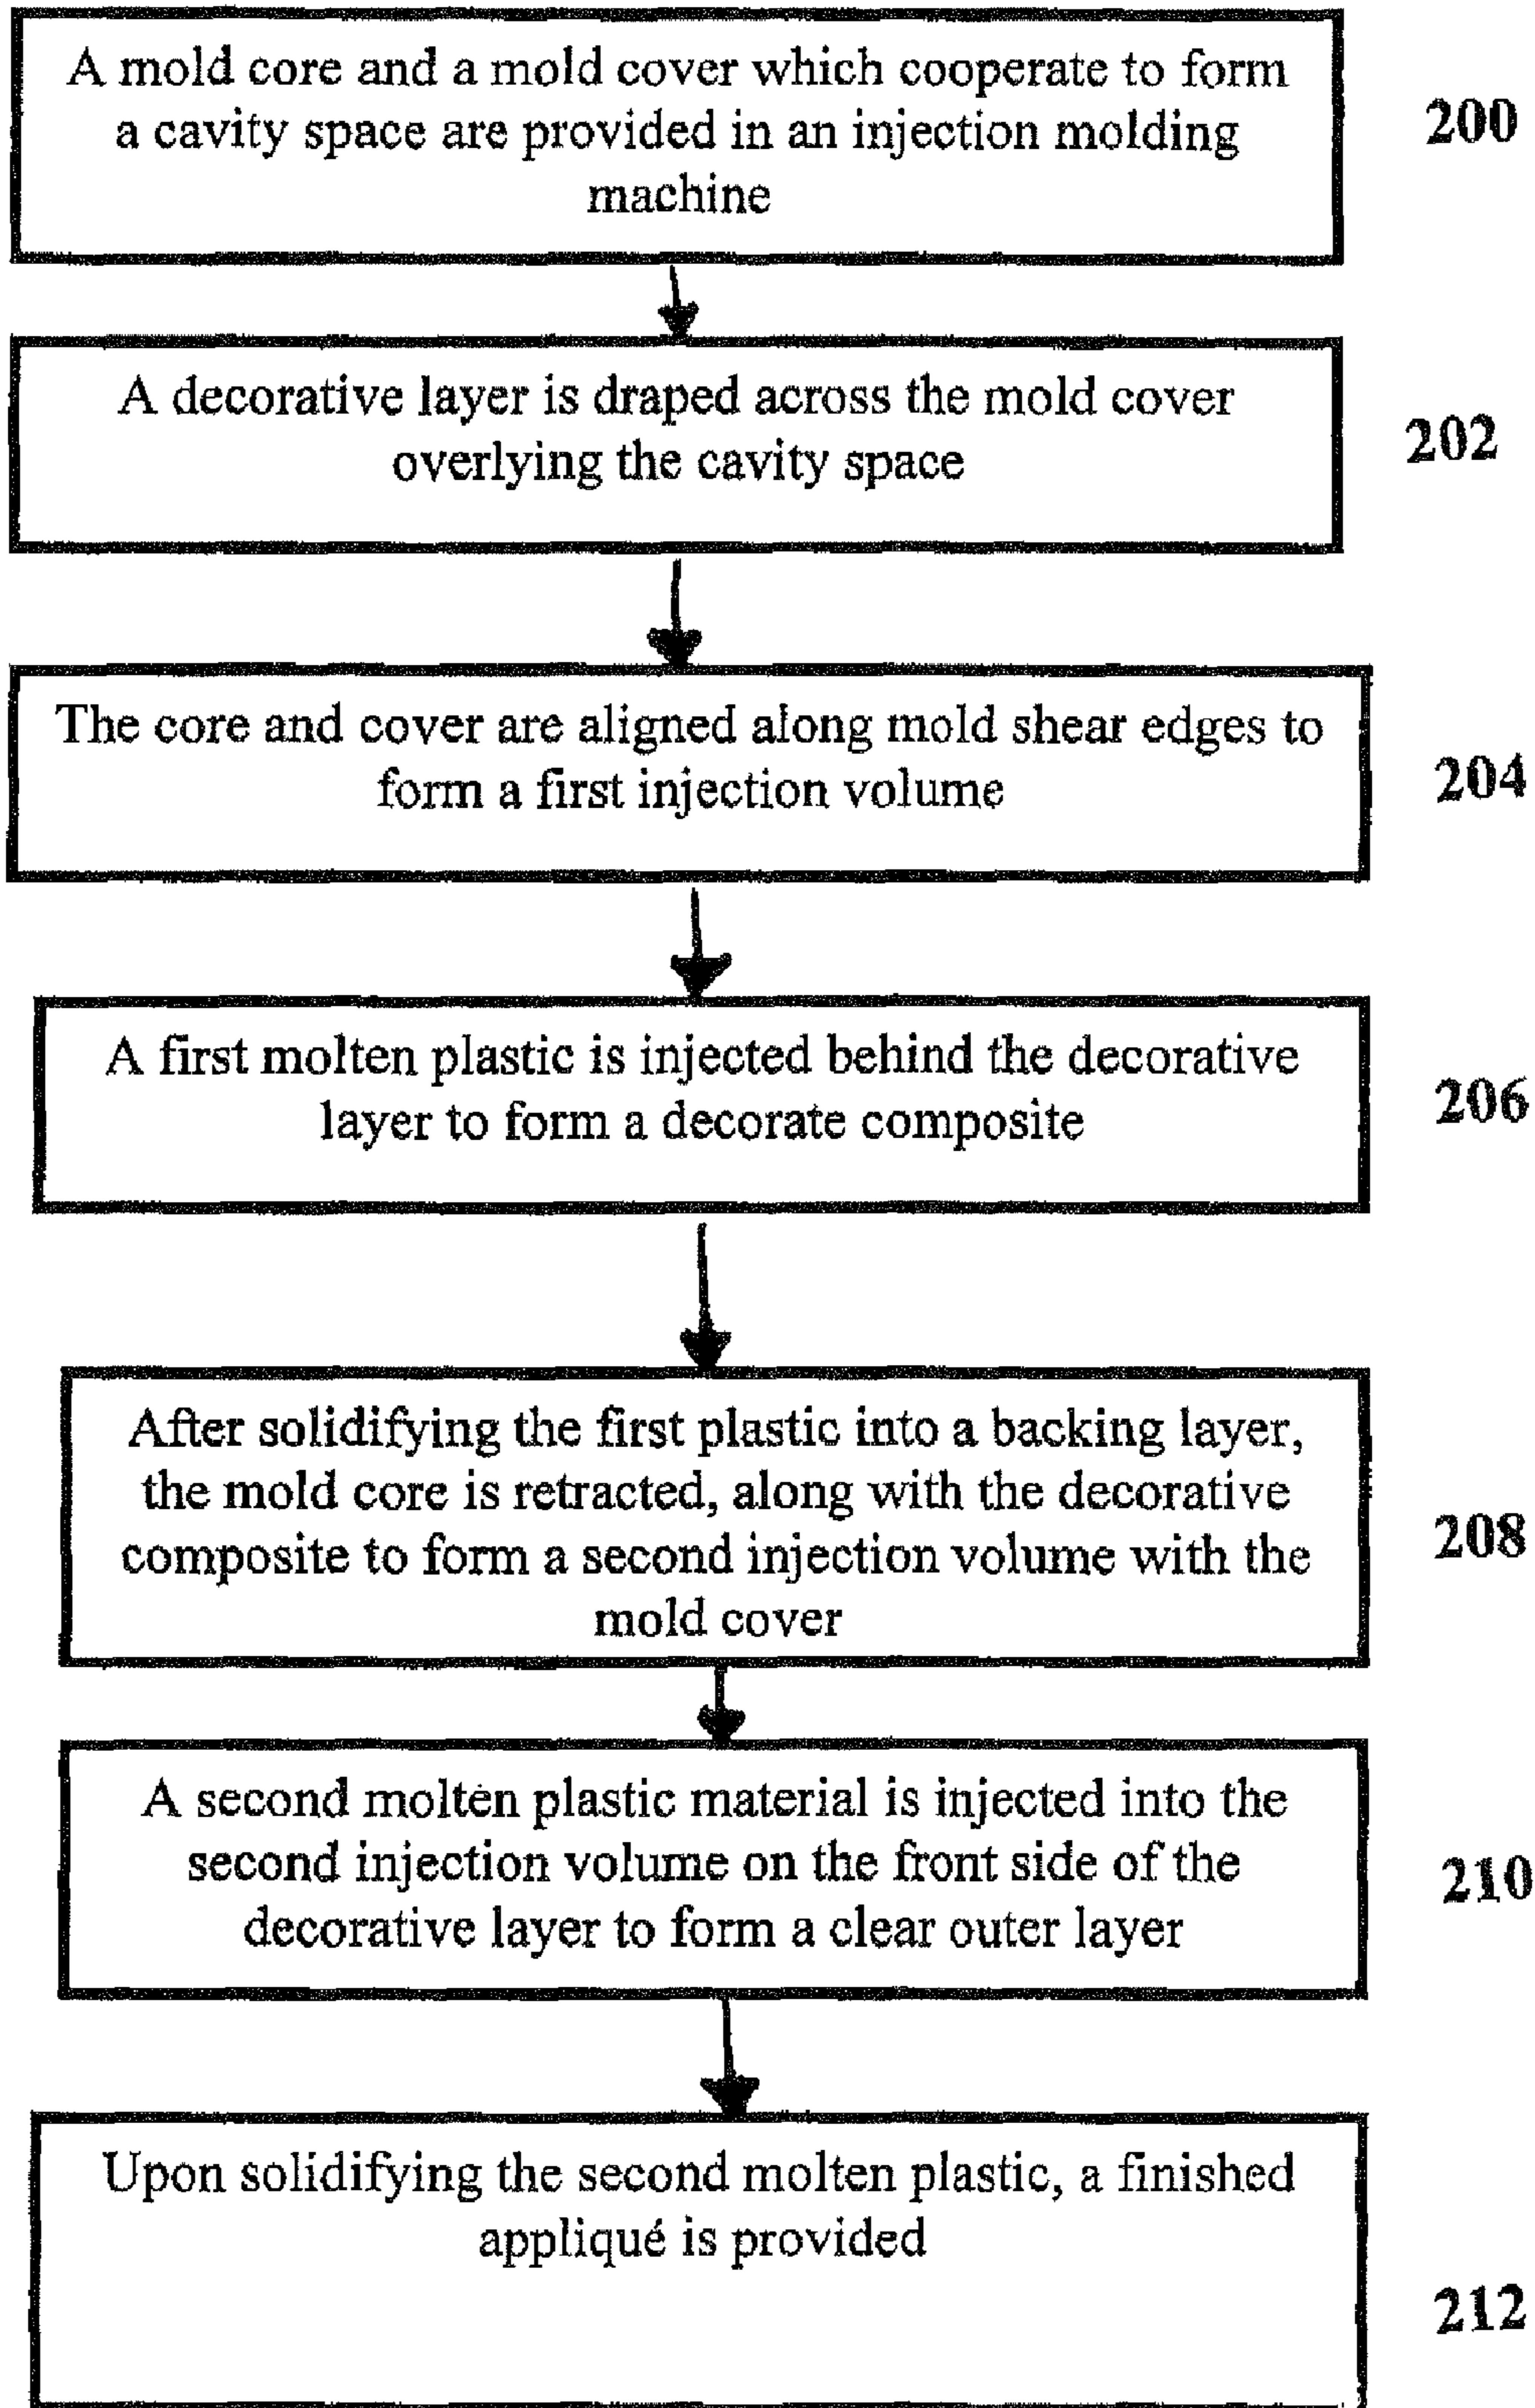 A mold core and a mold cover which cooperate to form
a cavity space are provided in an injection molding
machine
200
A decorative layer is draped across the mold cover
overlying the cavity space
202
The core and cover are aligned along mold shear edges to
form a first injection volume
204
A first molten plastic is injected behind the decorative
layer to form a decorate composite
206
After solidifying the first plastic into a backing layer,
the mold core is retracted, along with the decorative
composite to form a second injection volume with the
mold cover
208
A second molten plastic material is injected into the
second injection volume on the front side of the
decorative layer to form a clear outer layer
210
Upon solidifying the second molten plastic, a finished
appliqué is provided
212